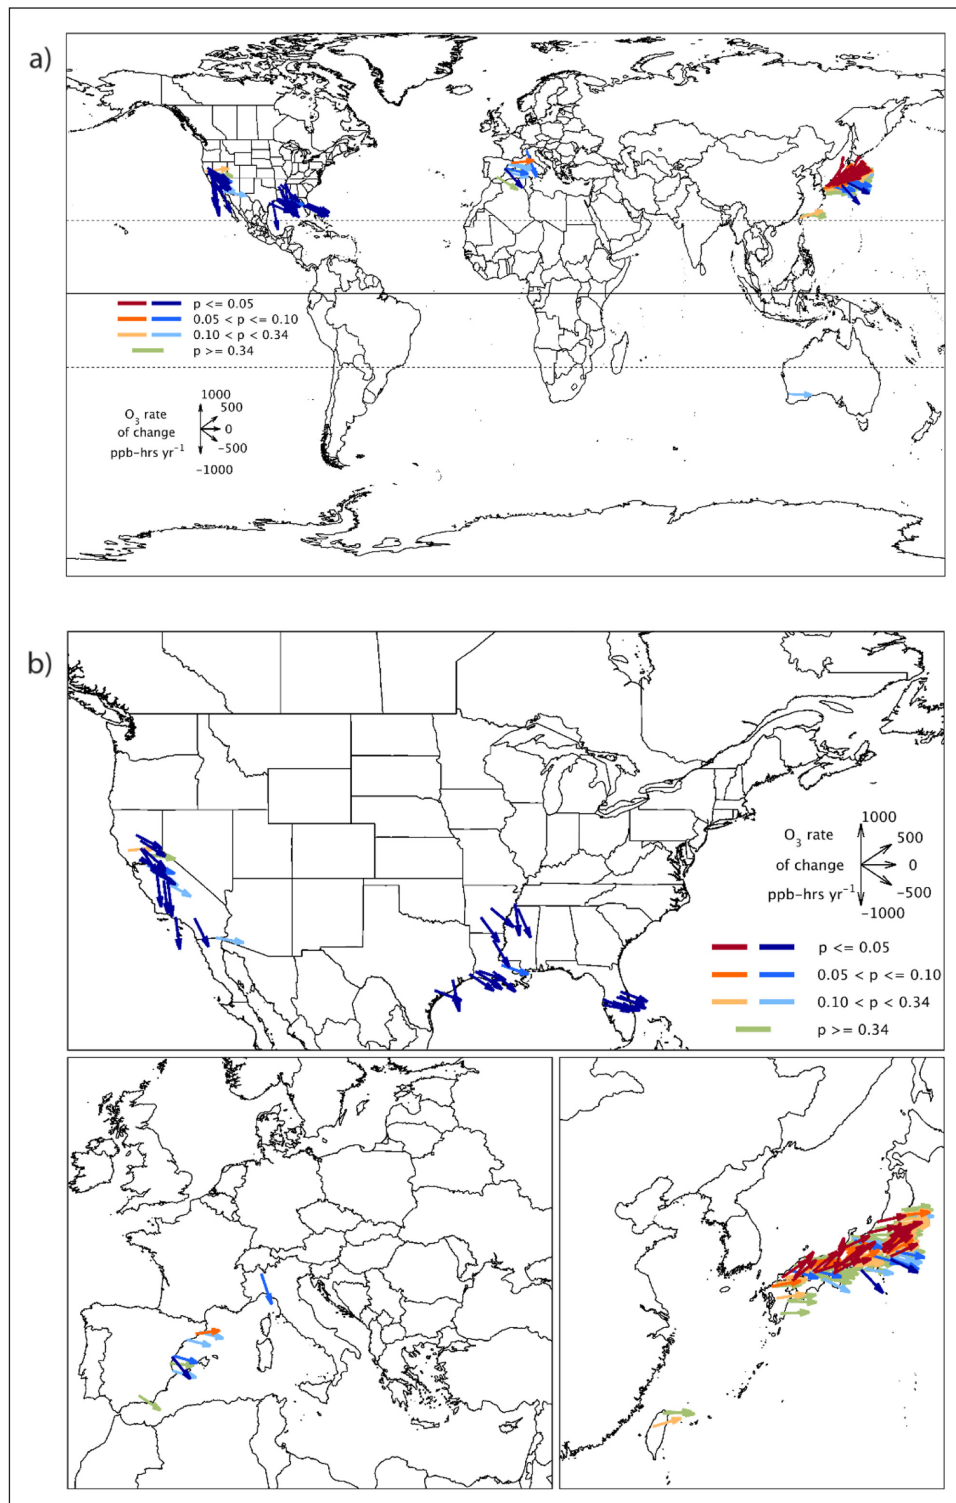 a)
p <= 0.05
0.05 < p <= 0.10
0.10 < p < 0.34
p >= 0.34
1000
500
O₃ rate
of change
0
ppb-hrs yr⁻¹
-500
-1000
b)
1000
O₃ rate
500
of change
0
ppb-hrs yr⁻¹
-500
-1000
p <= 0.05
0.05 < p <= 0.10
0.10 < p < 0.34
p >= 0.34